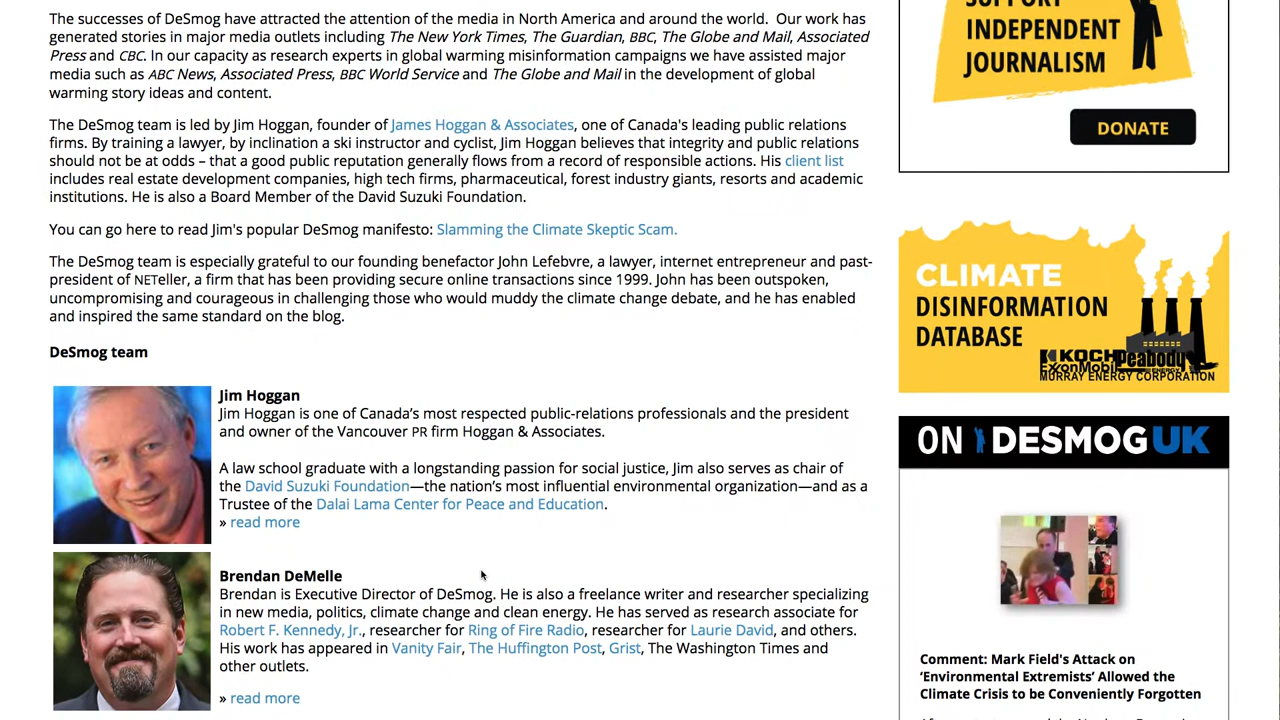 The successes of DeSmog have attracted the attention of the media in North America and around the world. Our work has
generated stories in major media outlets including The New York Times, The Guardian, BBC, The Globe and Mail, Associated
Press and CBC. In our capacity as research experts in global warming misinformation campaigns we have assisted major
media such as ABC News, Associated Press, BBC World Service and The Globe and Mail in the development of global
warming story ideas and content.
The DeSmog team is led by Jim Hoggan, founder of James Hoggan & Associates, one of Canada's leading public relations
firms. By training a lawyer, by inclination a ski instructor and cyclist, Jim Hoggan believes that integrity and public relations
should not be at odds – that a good public reputation generally flows from a record of responsible actions. His client list
includes real estate development companies, high tech firms, pharmaceutical, forest industry giants, resorts and academic
institutions. He is also a Board Member of the David Suzuki Foundation.
You can go here to read Jim's popular DeSmog manifesto: Slamming the Climate Skeptic Scam.
The DeSmog team is especially grateful to our founding benefactor John Lefebvre, a lawyer, internet entrepreneur and past-
president of NETeller, a firm that has been providing secure online transactions since 1999. John has been outspoken,
uncompromising and courageous in challenging those who would muddy the climate change debate, and he has enabled
and inspired the same standard on the blog.
DeSmog team
Jim Hoggan
Jim Hoggan is one of Canada’s most respected public-relations professionals and the president
and owner of the Vancouver PR firm Hoggan & Associates.
A law school graduate with a longstanding passion for social justice, Jim also serves as chair of
the David Suzuki Foundation—the nation’s most influential environmental organization—and as a
Trustee of the Dalai Lama Center for Peace and Education.
» read more
Brendan DeMelle
Brendan is Executive Director of DeSmog. He is also a freelance writer and researcher specializing
in new media, politics, climate change and clean energy. He has served as research associate for
Robert F. Kennedy, Jr., researcher for Ring of Fire Radio, researcher for Laurie David, and others.
His work has appeared in Vanity Fair, The Huffington Post, Grist, The Washington Times and
other outlets.
» read more
SUPPORT
INDEPENDENT
JOURNALISM
DONATE
CLIMATE
DISINFORMATION
DATABASE
KOCH Peabody
ExxonMobil ENERGY
MURRAY ENERGY CORPORATION
ON DESMOGUK
Comment: Mark Field's Attack on
‘Environmental Extremists’ Allowed the
Climate Crisis to be Conveniently Forgotten